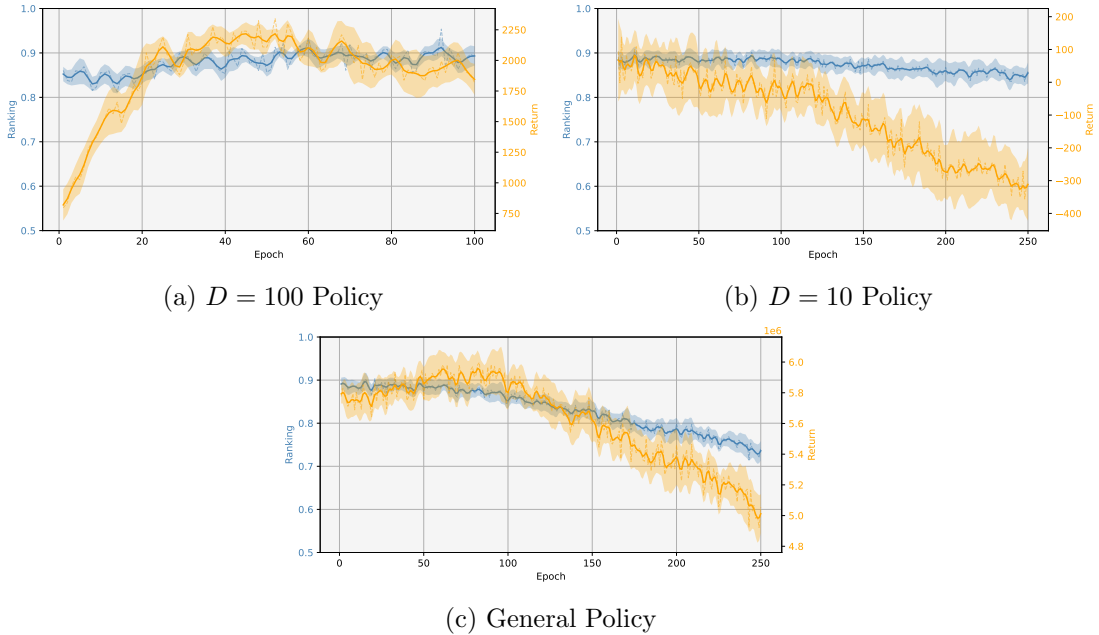 1.0
0.9
0.8
0.7
0.6
0.5
Ranking
0 20 40 60 80 100
Epoch
2250
2000
1750
1500
1250
1000
750
Return
(a) D = 100 Policy
1.0
0.9
0.8
0.7
0.6
0.5
Ranking
0 50 100 150 200 250
Epoch
200
100
0
−100
−200
−300
−400
Return
(b) D = 10 Policy
1.0
0.9
0.8
0.7
0.6
0.5
Ranking
0 50 100 150 200 250
Epoch
1e6
6.0
5.8
5.6
5.4
5.2
5.0
4.8
Return
(c) General Policy